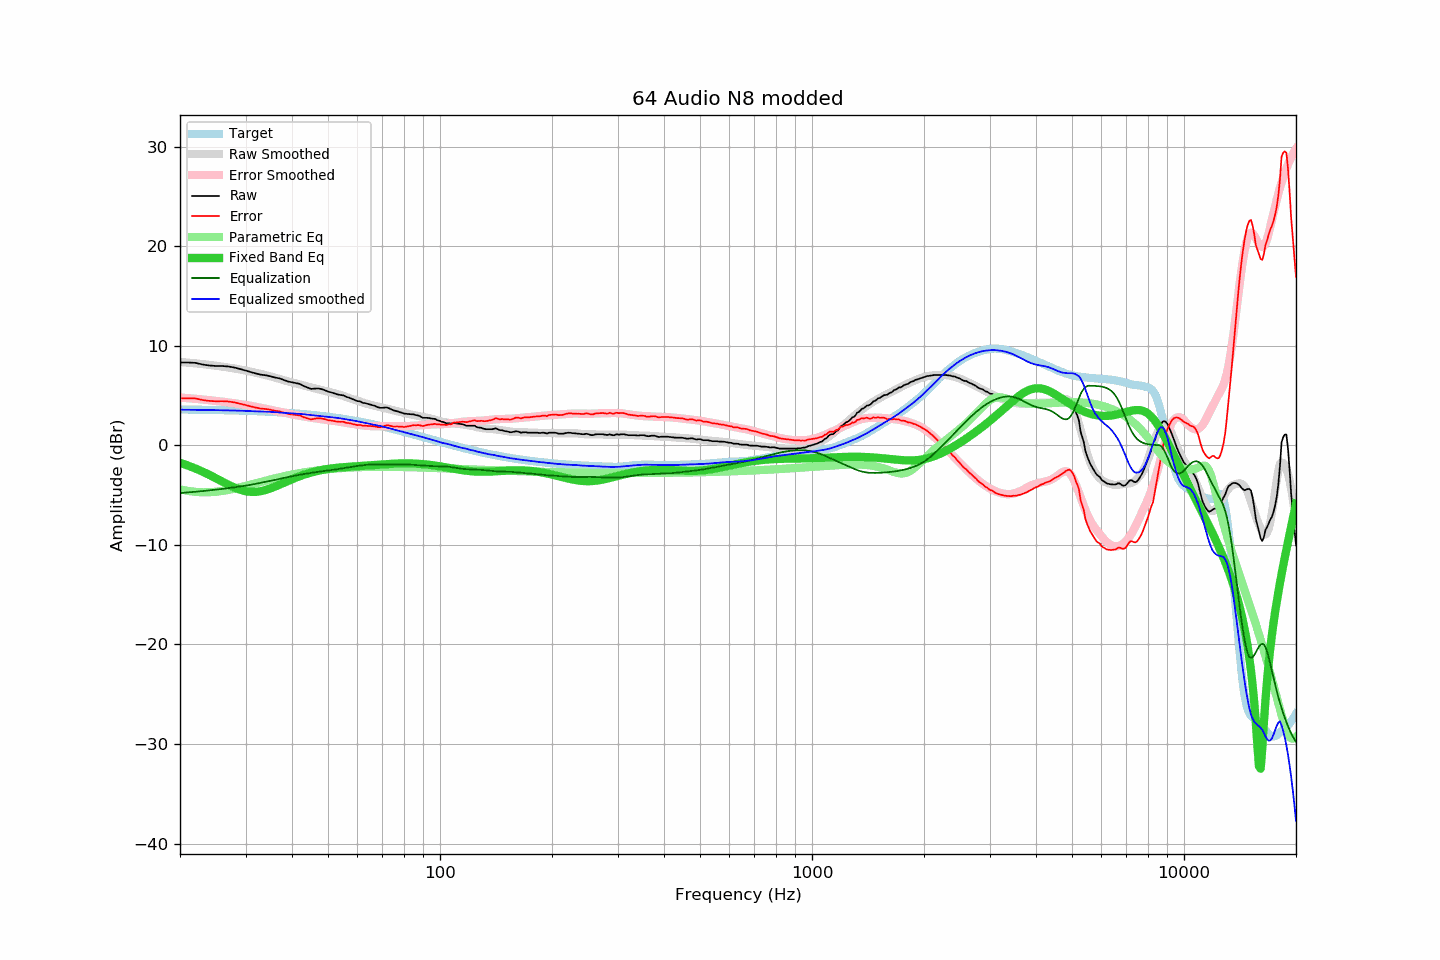 64 Audio N8 modded
Target
Raw Smoothed
Error Smoothed
Raw
Error
Parametric Eq
Fixed Band Eq
Equalization
Equalized smoothed
30
20
10
0
−10
−20
−30
−40
Amplitude (dBr)
100
1000
10000
Frequency (Hz)